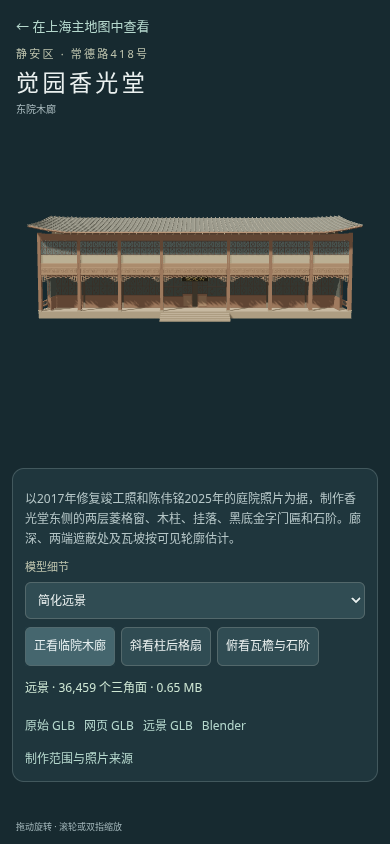 ← 在上海主地图中查看
静安区 · 常德路418号
觉园香光堂
东院木廊
以2017年修复竣工照和陈伟铭2025年的庭院照片为据，制作香
光堂东侧的两层菱格窗、木柱、挂落、黑底金字门匾和石阶。廊
深、两端遮蔽处及瓦坡按可见轮廓估计。
模型细节
简化远景
正看临院木廊 斜看柱后格扇 俯看瓦檐与石阶
远景 · 36,459 个三角面 · 0.65 MB
原始 GLB 网页 GLB 远景 GLB Blender
制作范围与照片来源
拖动旋转 · 滚轮或双指缩放